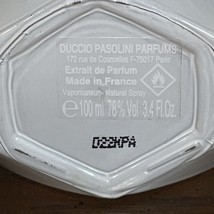 DUCCIO PASOLINI PARFUMS
172 rue de Courcelles F-75017 Paris
Extrait de Parfum
Made in France
Vaporisateur- Natural Spray
℮ 100 ml 78% Vol 3.4 Fl.Oz.
D22KPA